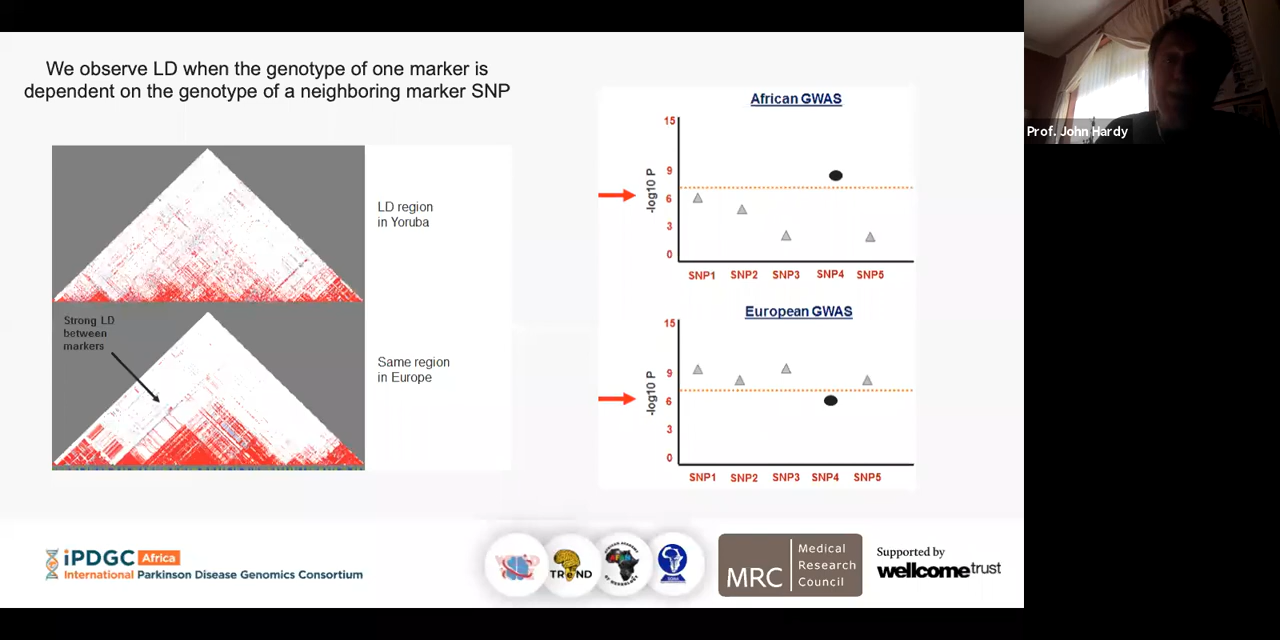 We observe LD when the genotype of one marker is
dependent on the genotype of a neighboring marker SNP
LD region
in Yoruba
Strong LD
between
markers
Same region
in Europe
African GWAS
15
9
6
3
0
-log10 P
SNP1 SNP2 SNP3 SNP4 SNP5
European GWAS
15
9
6
3
0
-log10 P
SNP1 SNP2 SNP3 SNP4 SNP5
Prof. John Hardy
iPDGC Africa
International Parkinson Disease Genomics Consortium
TReND
MRC
Medical
Research
Council
Supported by
wellcometrust